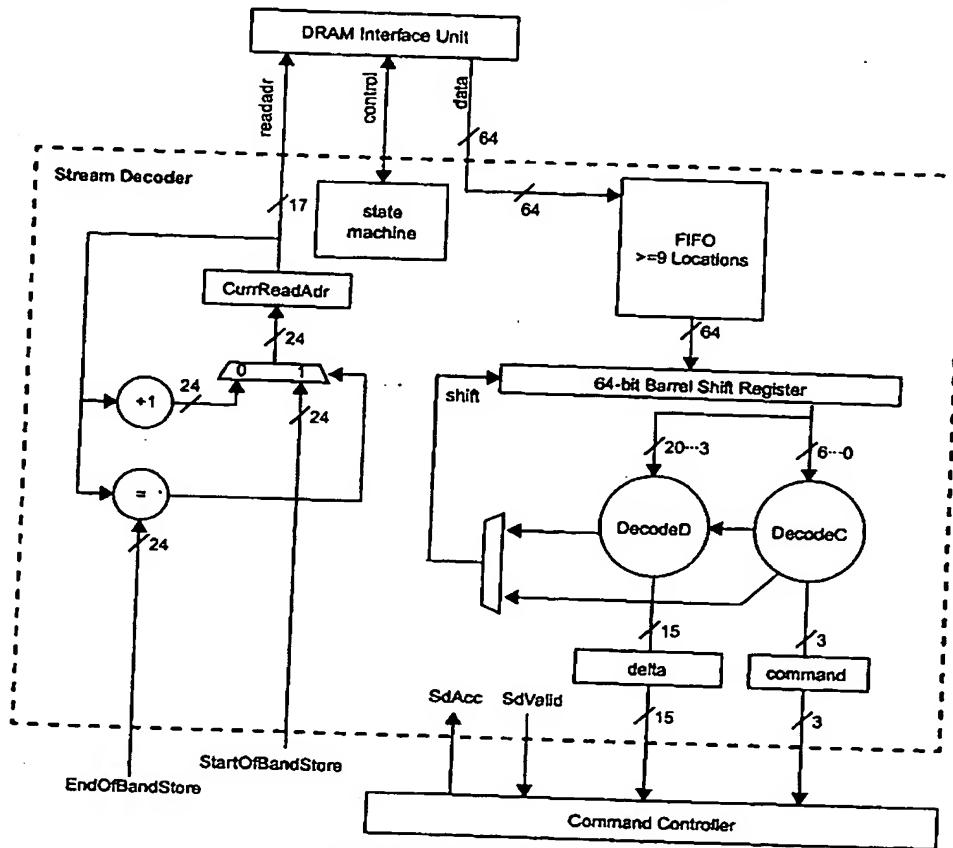 DRAM Interface Unit
readadr
control
data
64
Stream Decoder
17
state
machine
64
FIFO
>=9 Locations
CurrReadAdr
24
64
0 1
64-bit Barrel Shift Register
shift
+1
24
24
20...3
6...0
=
DecodeD
DecodeC
24
15
3
delta
command
SdAcc
SdValid
15
3
StartOfBandStore
EndOfBandStore
Command Controller